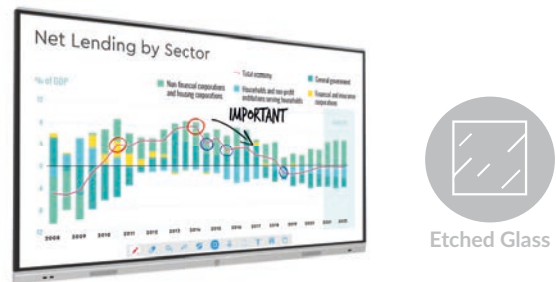 Net Lending by Sector
% of GDP
Total economy
Non financial corporations
and housing corporations
Households and non-profit
institutions serving households
General government
Financial and insurance
corporations
IMPORTANT
2008 2009 2010 2011 2012 2013 2014 2015 2016 2017 2018 2019 2020 2021 2022
Etched Glass